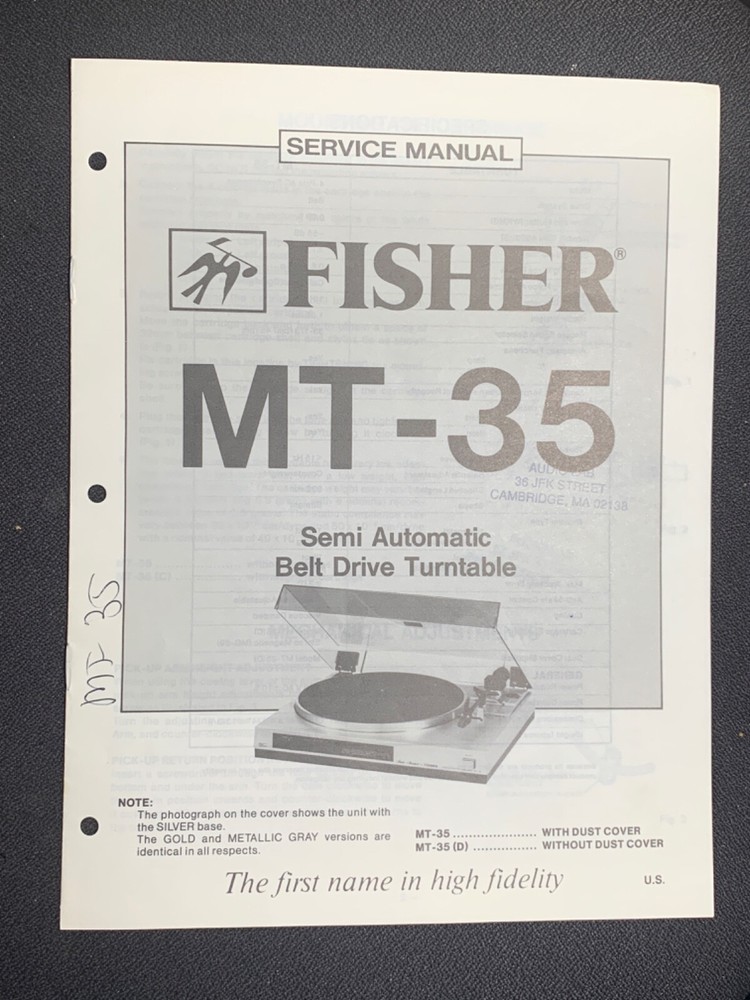 SERVICE MANUAL
FISHER®
MT-35
AUDIO LAB
36 JFK STREET
CAMBRIDGE, MA 02138
Semi Automatic
Belt Drive Turntable
MT-35
NOTE:
The photograph on the cover shows the unit with
the SILVER base.
The GOLD and METALLIC GRAY versions are
identical in all respects.
MT-35 ..................... WITH DUST COVER
MT-35 (D) ................ WITHOUT DUST COVER
The first name in high fidelity
U.S.